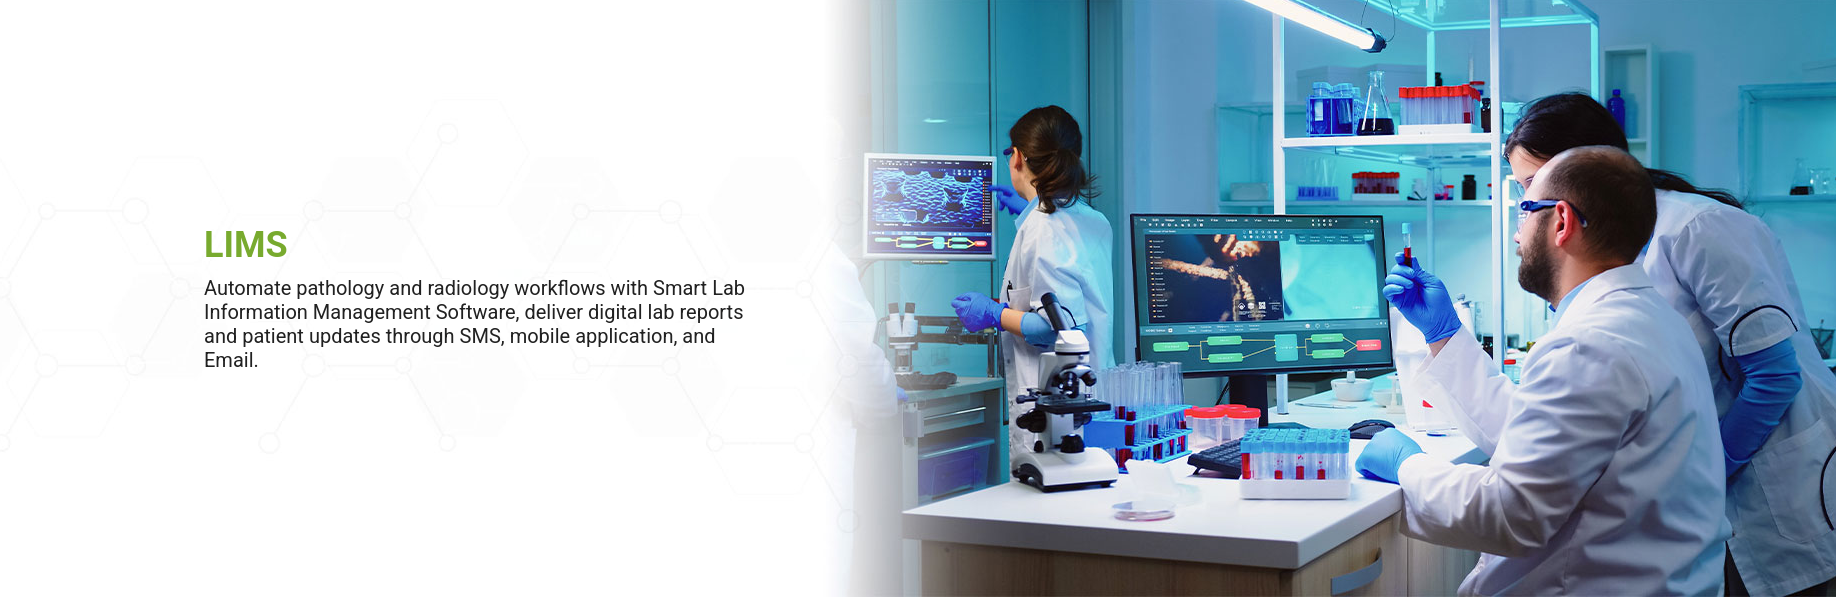 LIMS
Automate pathology and radiology workflows with Smart Lab
Information Management Software, deliver digital lab reports
and patient updates through SMS, mobile application, and
Email.